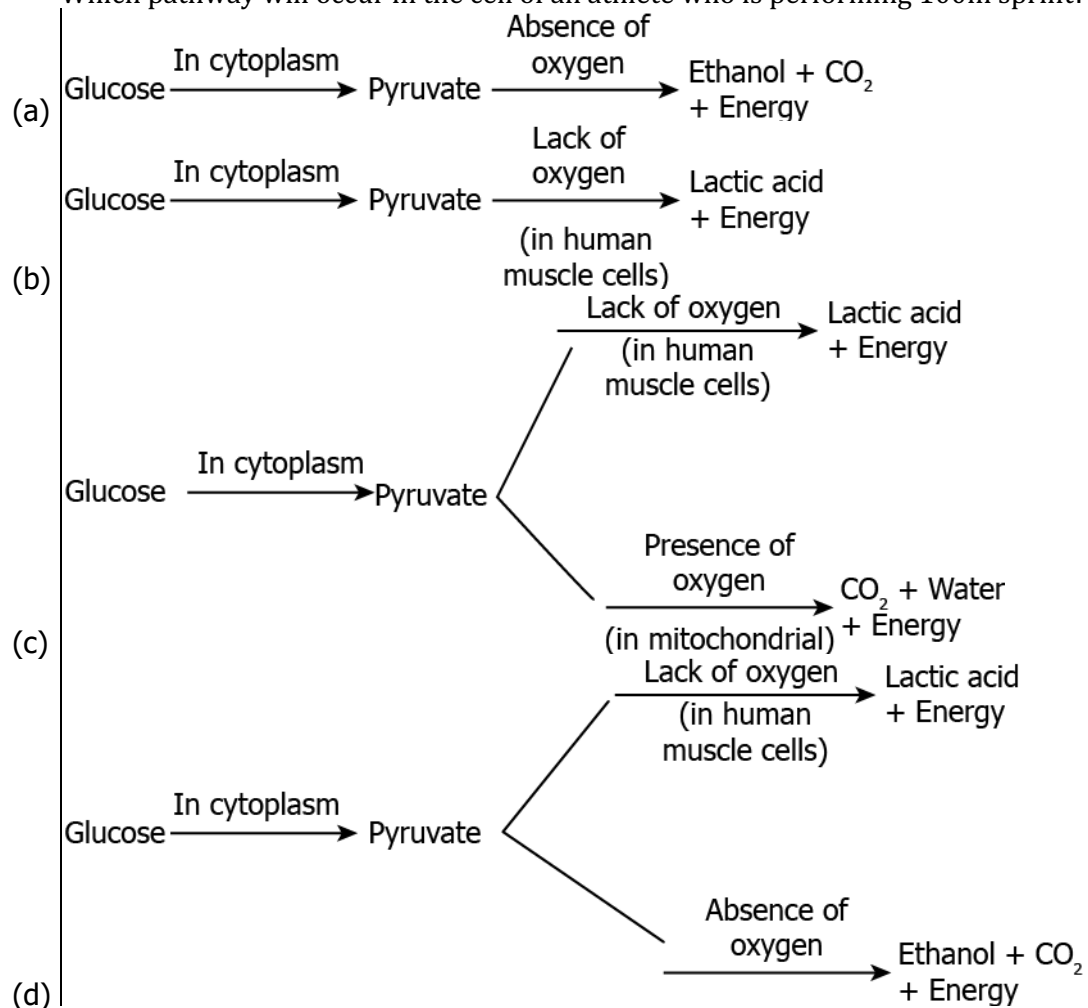 Which pathway will occur in the cell of an athlete who is performing 100m sprint?
(a)
Glucose In cytoplasm Pyruvate Absence of oxygen Ethanol + CO₂ + Energy
(b)
Glucose In cytoplasm Pyruvate Lack of oxygen (in human muscle cells) Lactic acid + Energy
(c)
Glucose In cytoplasm Pyruvate
Lack of oxygen (in human muscle cells) Lactic acid + Energy
Presence of oxygen (in mitochondrial) CO₂ + Water + Energy
(d)
Glucose In cytoplasm Pyruvate
Lack of oxygen (in human muscle cells) Lactic acid + Energy
Absence of oxygen Ethanol + CO₂ + Energy